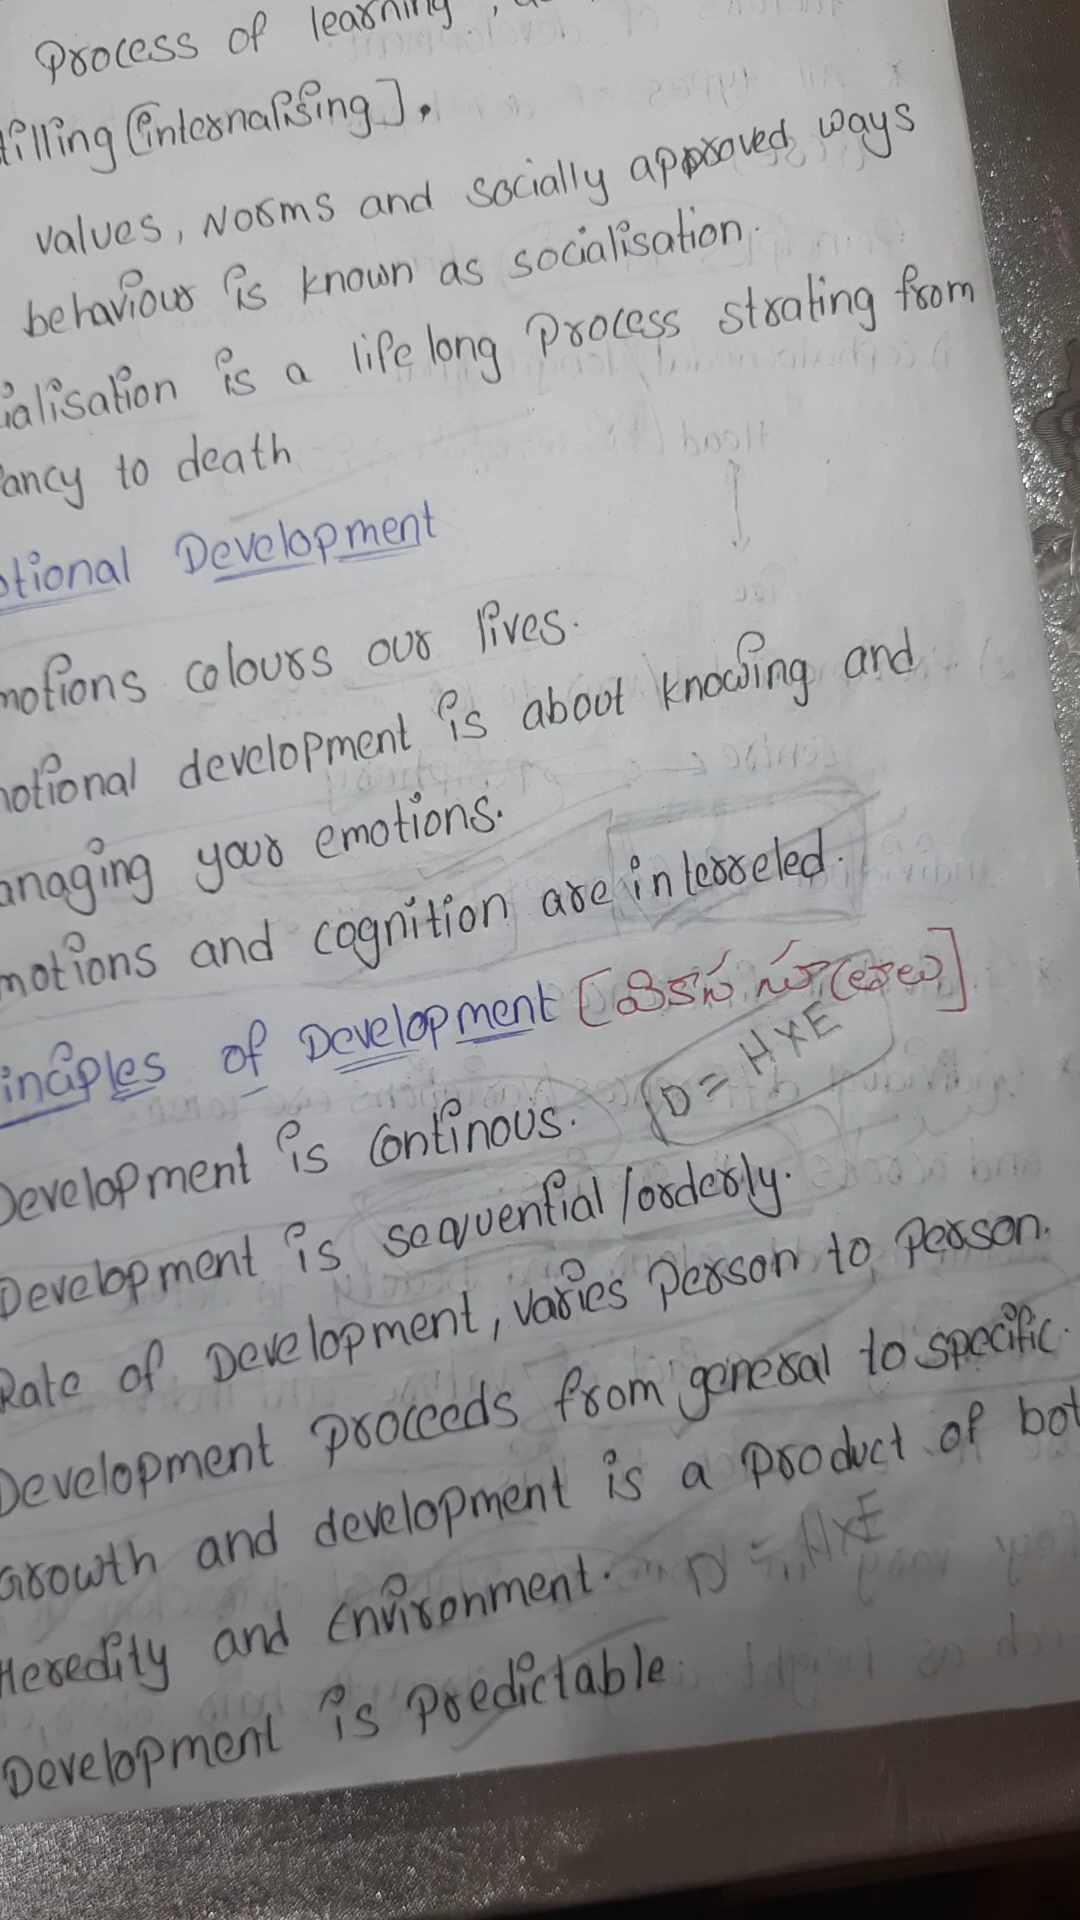 Process of learning,
tilling [internalising].
values, Norms and socially approved ways
behaviour is known as socialisation.
ialisation is a life long Process strating from
ancy to death
otional Development
motions colours our lives.
notional development is about knowing and
anaging your emotions.
motions and cognition are interreled.
inciples of Development [వికాస సూత్రాలు]
D = H×E
Development is Continous.
Development is sequential/orderly.
Rate of Development, varies Person to Person.
Development Proceeds from general to specific.
Growth and development is a Product of bot
Heredity and Environment. D = H×E
Development is Predictable